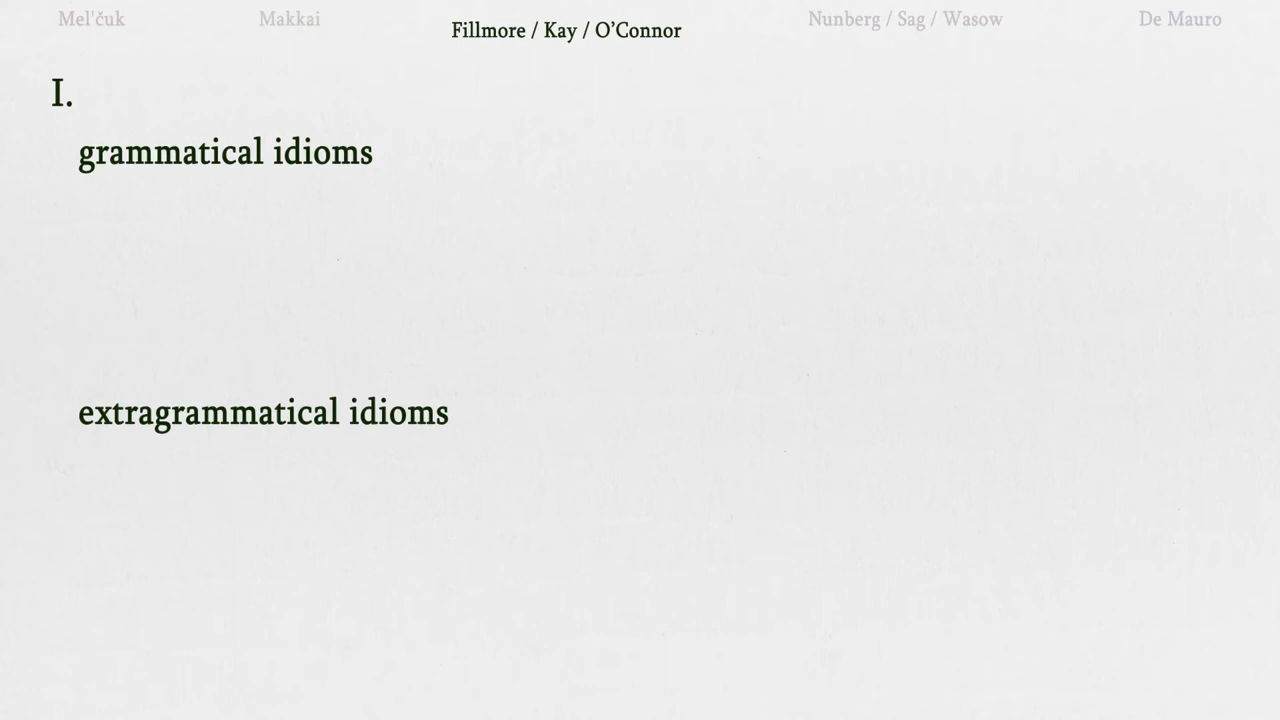 Mel’čuk
Makkai
Fillmore / Kay / O’Connor
Nunberg / Sag / Wasow
De Mauro
I.
grammatical idioms
extragrammatical idioms